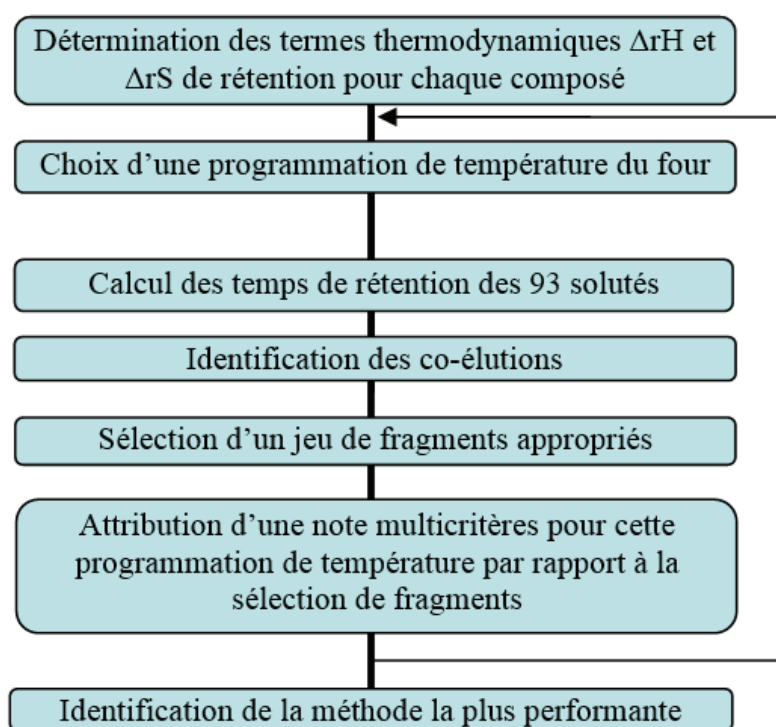 Détermination des termes thermodynamiques ΔrH et
ΔrS de rétention pour chaque composé
Choix d’une programmation de température du four
Calcul des temps de rétention des 93 solutés
Identification des co-élutions
Sélection d’un jeu de fragments appropriés
Attribution d’une note multicritères pour cette
programmation de température par rapport à la
sélection de fragments
Identification de la méthode la plus performante